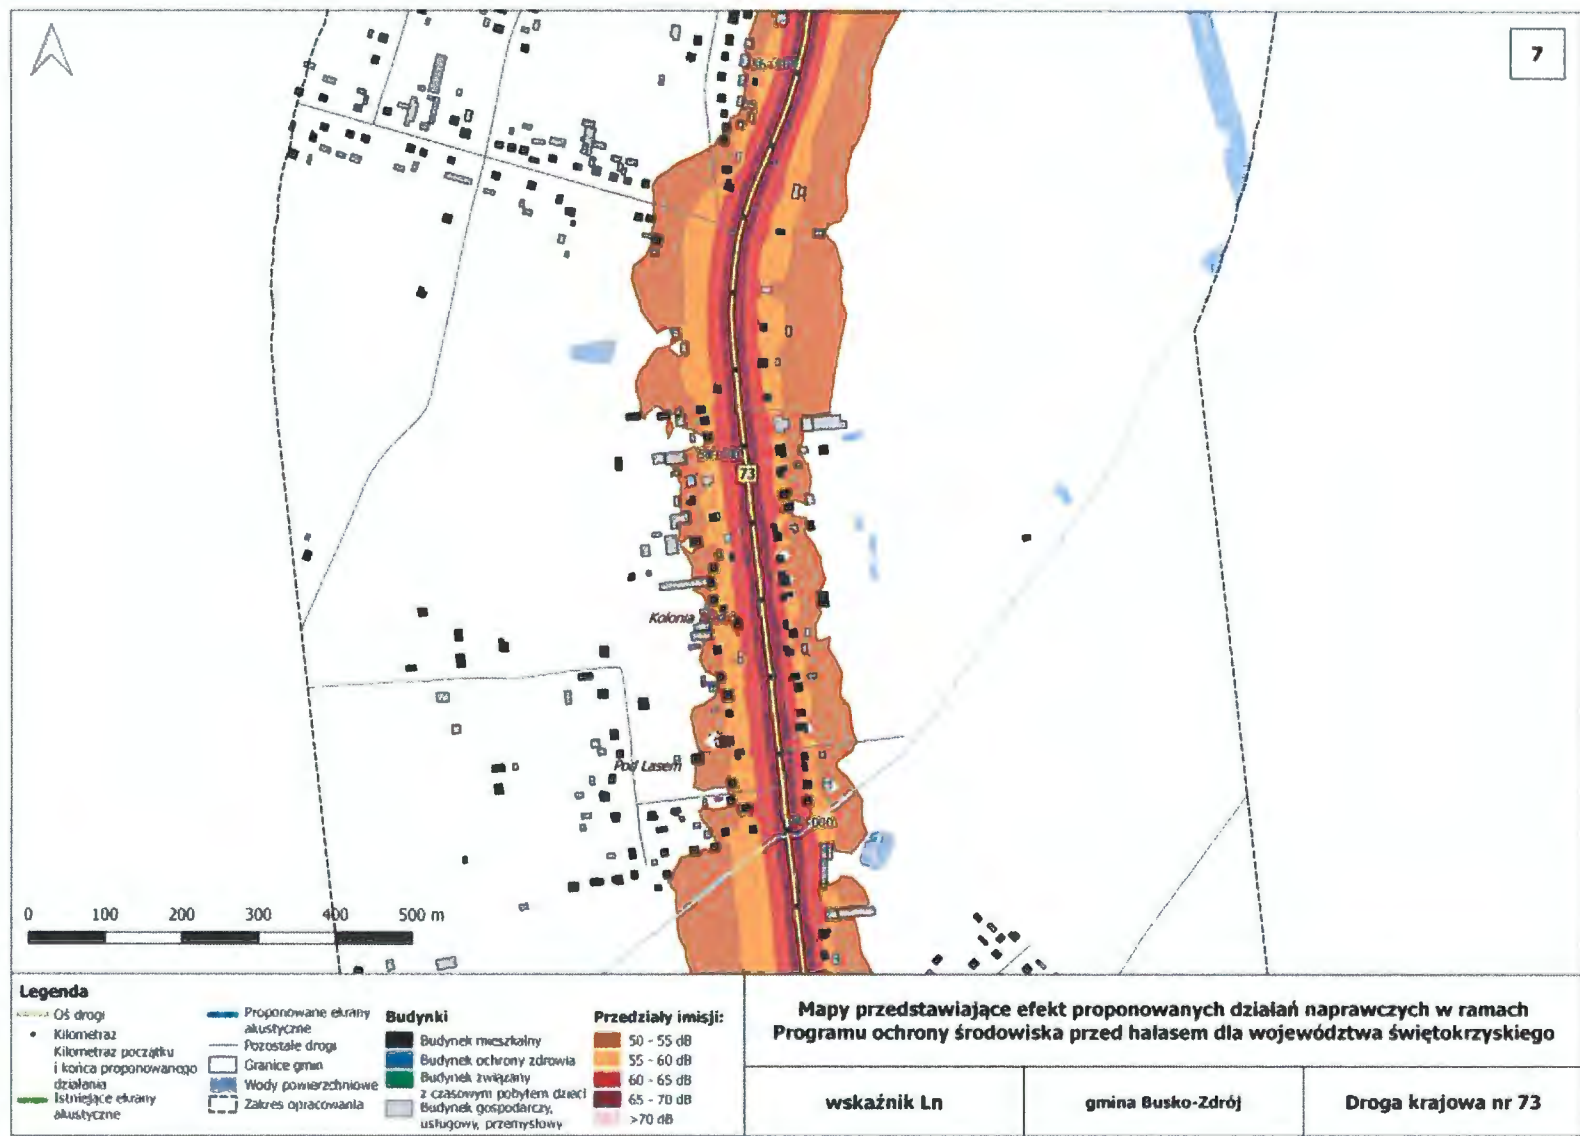 7
73
Kolonia
Pod Lasem
0 100 200 300 400 500 m
Legenda
Oś drogi
Kilometraż
Kilometraż początku
i końca proponowanego
działania
Istniejące ekrany
akustyczne
Proponowane ekrany
akustyczne
Pozostałe drogi
Granice gmin
Wody powierzchniowe
Zakres opracowania
Budynki
Budynek mieszkalny
Budynek ochrony zdrowia
Budynek związany
z czasowym pobytem dzieci
Budynek gospodarczy,
usługowy, przemysłowy
Przedziały imisji:
50 - 55 dB
55 - 60 dB
60 - 65 dB
65 - 70 dB
>70 dB
Mapy przedstawiające efekt proponowanych działań naprawczych w ramach
Programu ochrony środowiska przed hałasem dla województwa świętokrzyskiego
wskaźnik Ln
gmina Busko-Zdrój
Droga krajowa nr 73